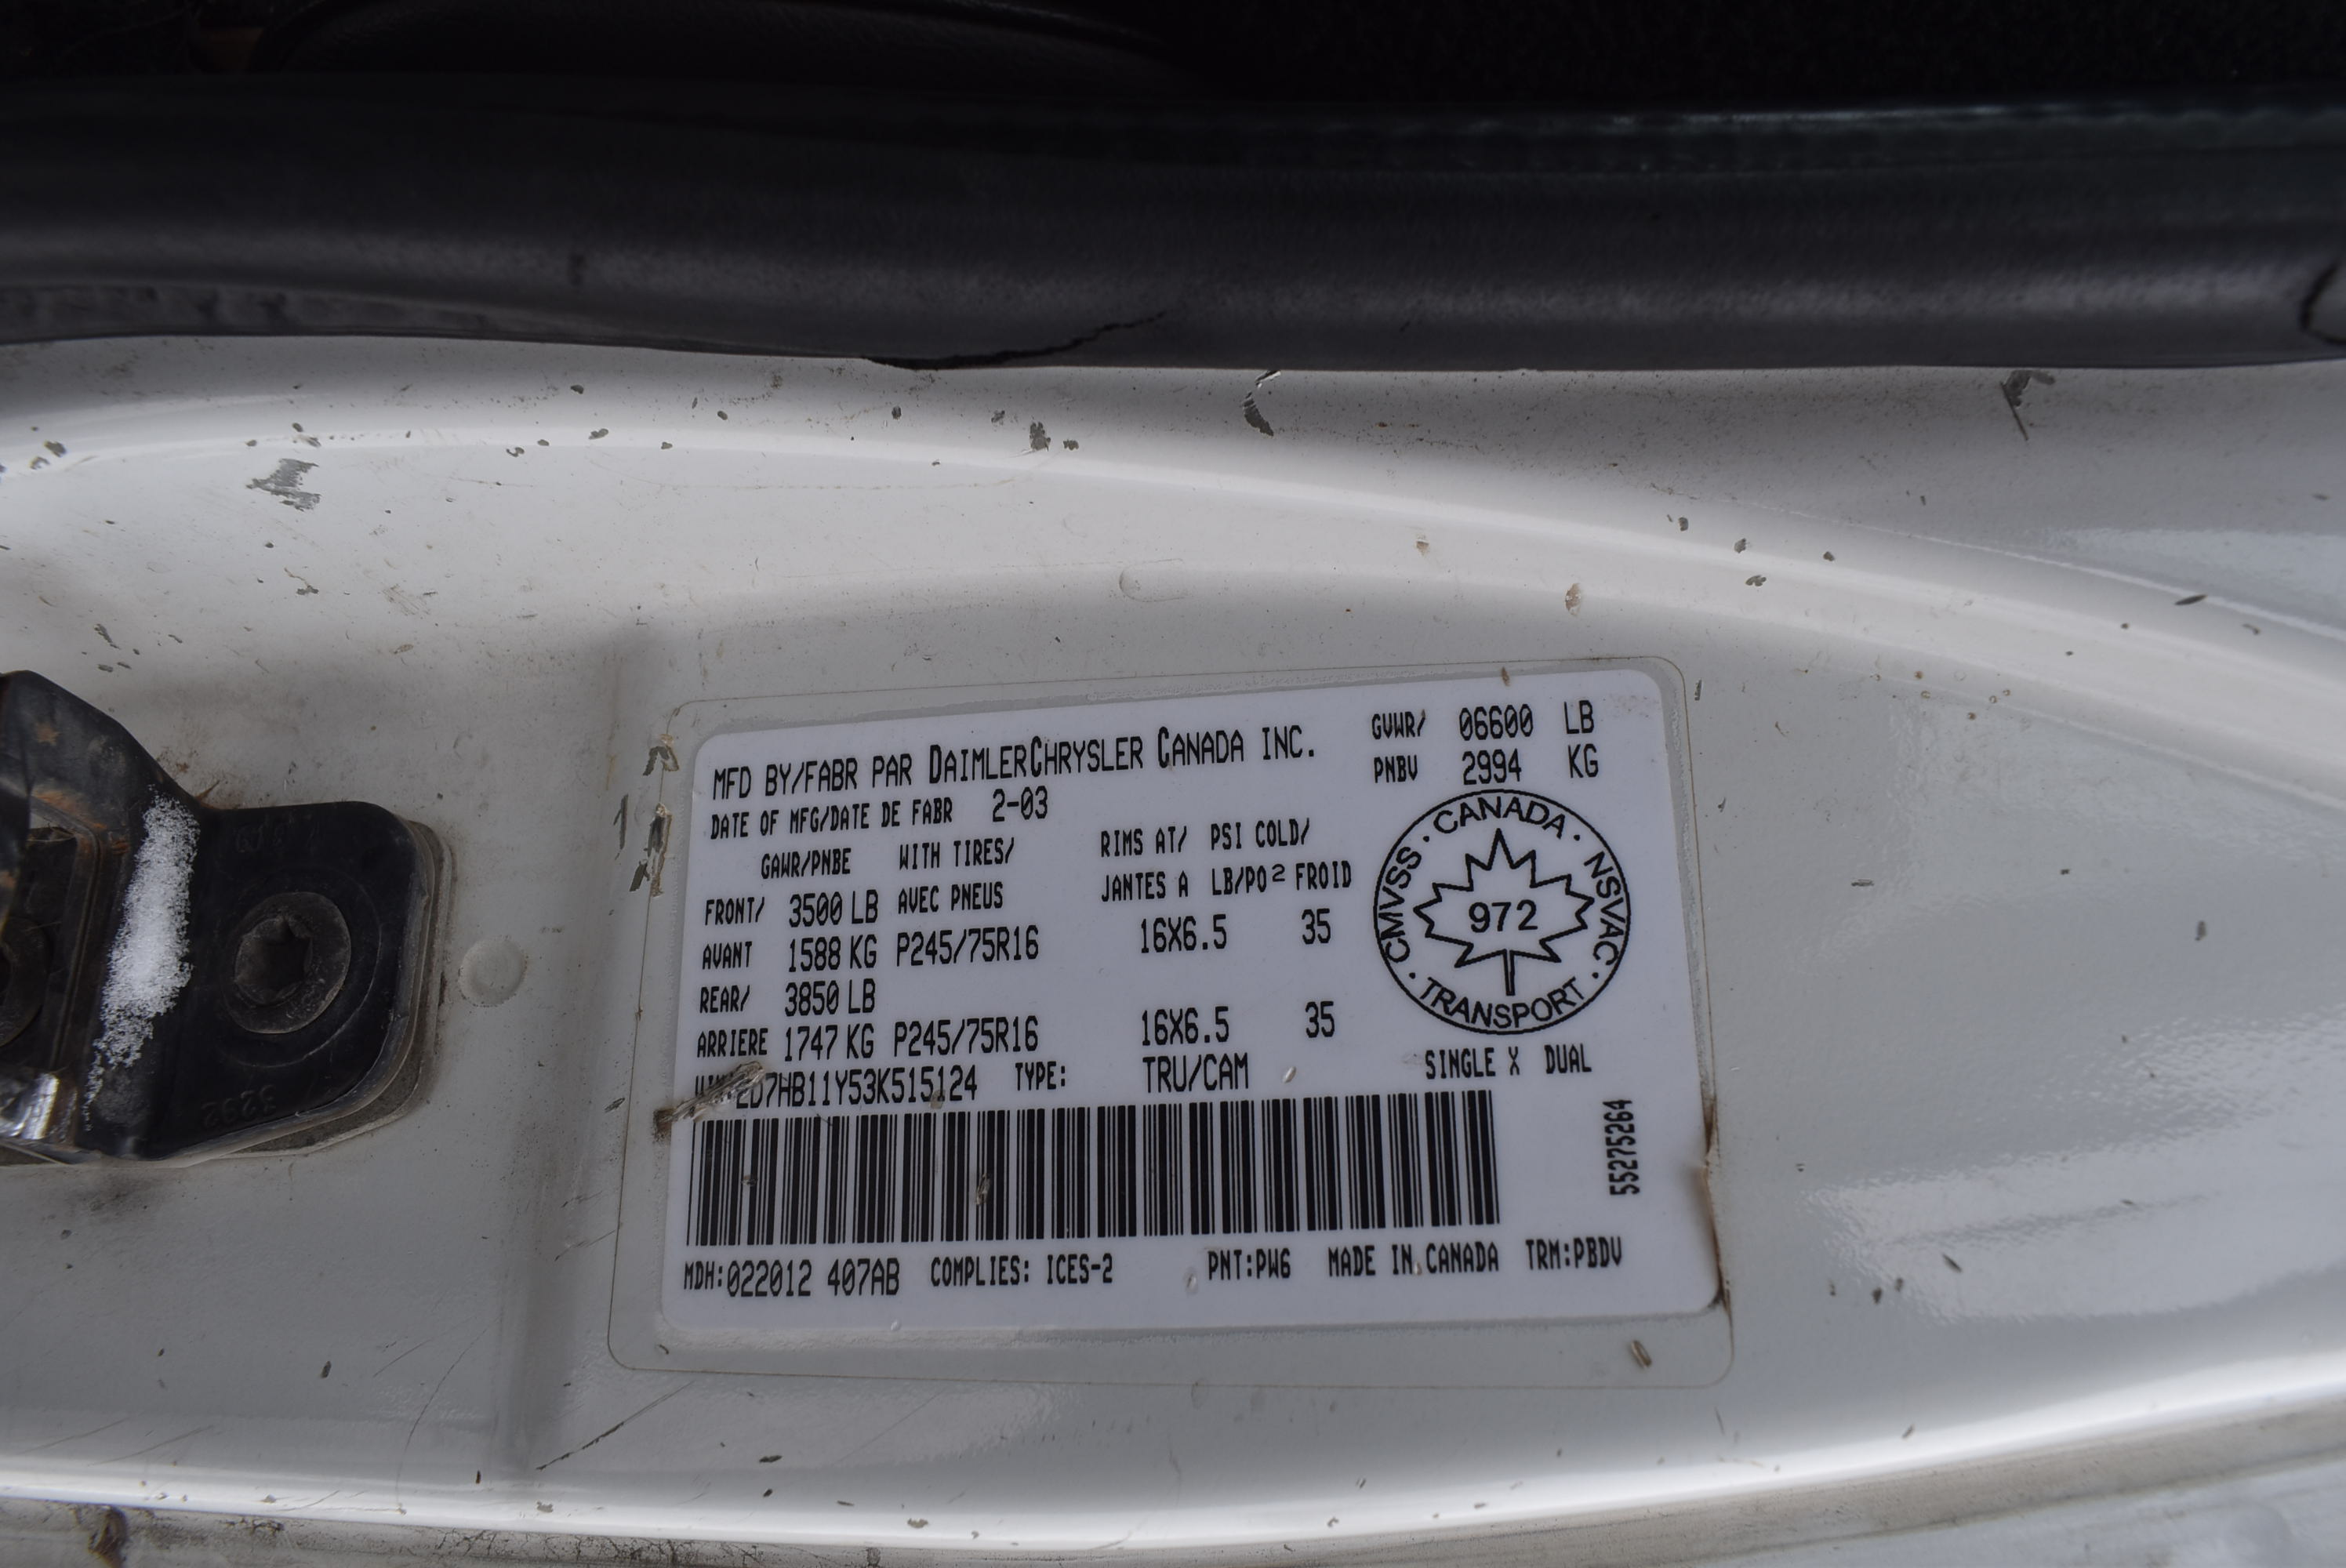 MFD BY/FABR PAR DAIMLERCHRYSLER CANADA INC.
GVWR/ 06600 LB
PNBV 2994 KG
DATE OF MFG/DATE DE FABR 2-03
GAWR/PNBE WITH TIRES/ RIMS AT/ PSI COLD/
AVEC PNEUS JANTES A LB/PO² FROID
FRONT/ 3500 LB
AVANT 1588 KG P245/75R16 16X6.5 35
REAR/ 3850 LB
ARRIERE 1747 KG P245/75R16 16X6.5 35
2D7HB11Y53K515124 TYPE: TRU/CAM SINGLE X DUAL
CANADA · NSVAC · TRANSPORT · CMVSS ·
972
55275264
MDH:022012 407AB COMPLIES: ICES-2 PNT:PW6 MADE IN CANADA TRM:PBDV
3292